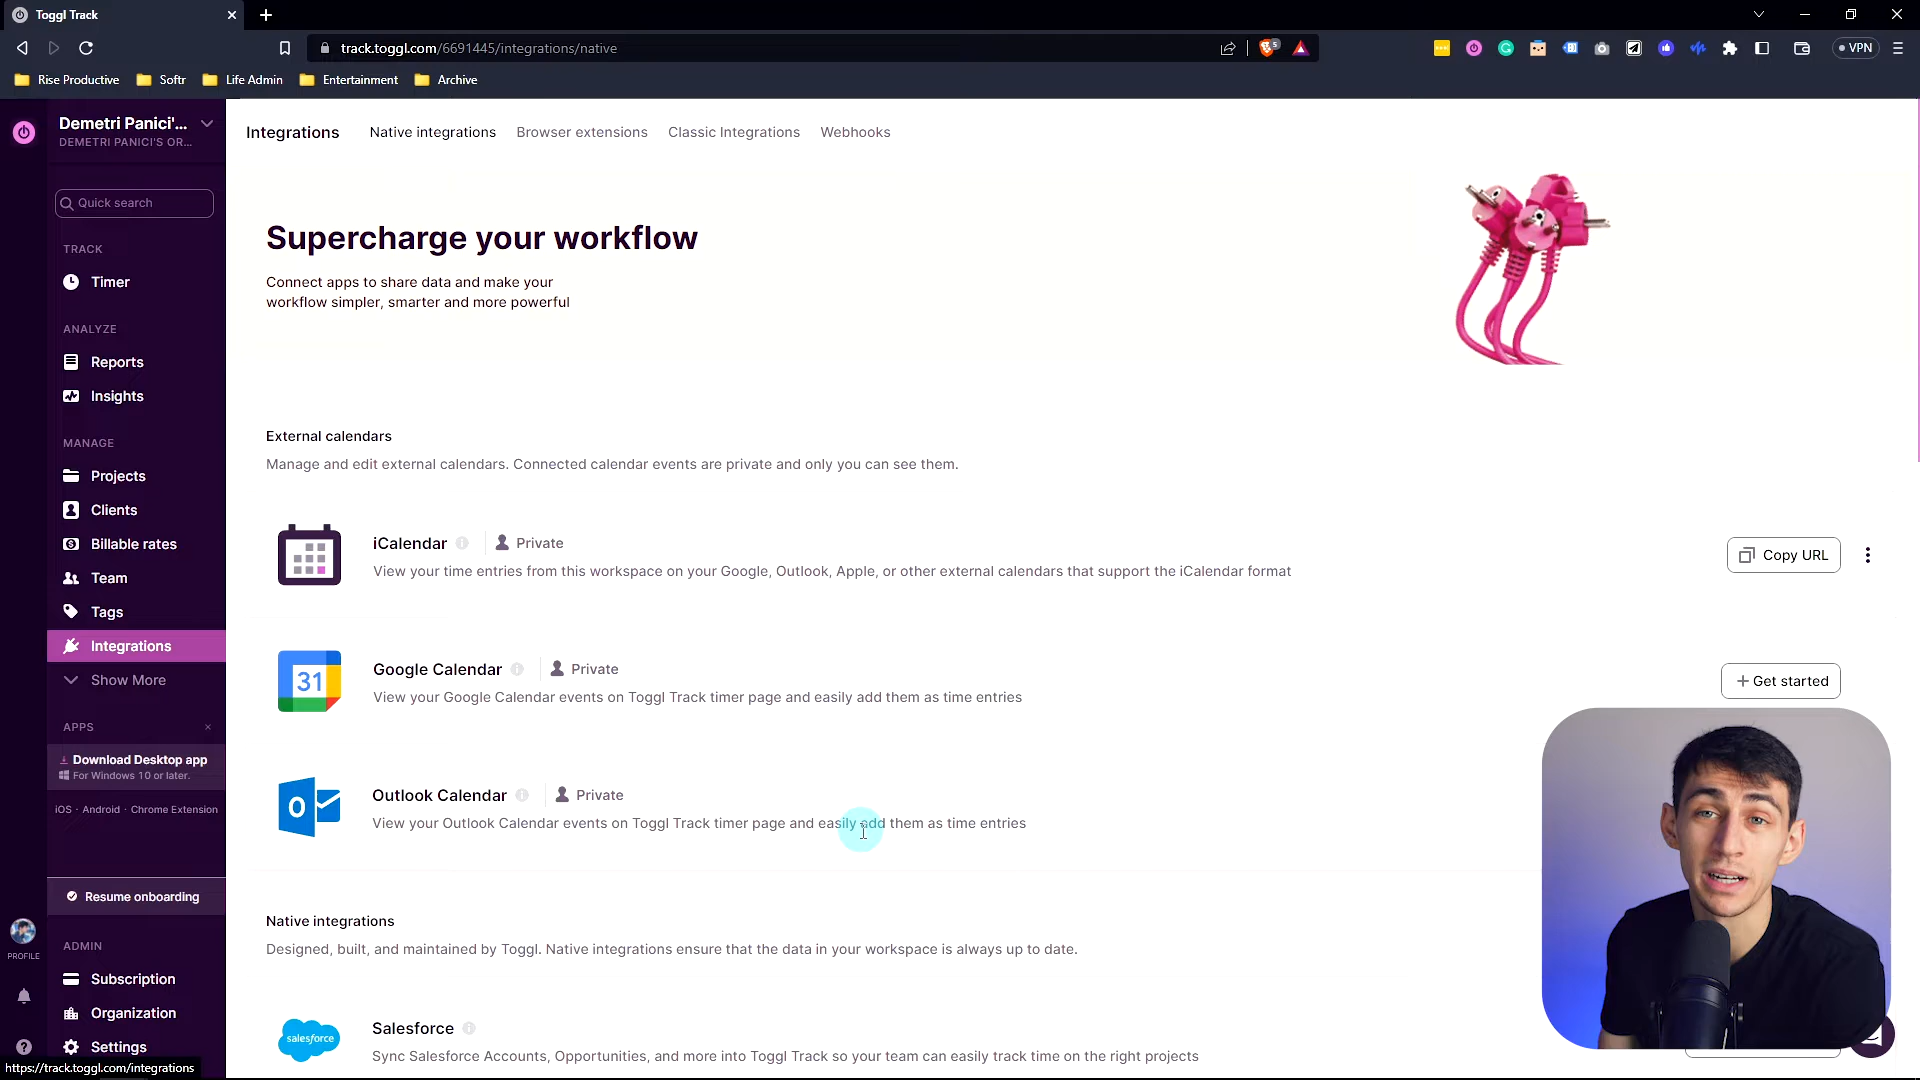 Toggl Track
track.toggl.com/6691445/integrations/native
VPN
Rise Productive
Softr
Life Admin
Entertainment
Archive
Demetri Panici'...
DEMETRI PANICI'S OR...
Quick search
TRACK
Timer
ANALYZE
Reports
Insights
MANAGE
Projects
Clients
Billable rates
Team
Tags
Integrations
Show More
APPS
Download Desktop app
For Windows 10 or later.
iOS · Android · Chrome Extension
Resume onboarding
PROFILE
ADMIN
Subscription
Organization
Settings
https://track.toggl.com/integrations
Integrations
Native integrations
Browser extensions
Classic Integrations
Webhooks
Supercharge your workflow
Connect apps to share data and make your
workflow simpler, smarter and more powerful
External calendars
Manage and edit external calendars. Connected calendar events are private and only you can see them.
iCalendar
Private
View your time entries from this workspace on your Google, Outlook, Apple, or other external calendars that support the iCalendar format
Copy URL
31
Google Calendar
Private
View your Google Calendar events on Toggl Track timer page and easily add them as time entries
+ Get started
Outlook Calendar
Private
View your Outlook Calendar events on Toggl Track timer page and easily add them as time entries
Native integrations
Designed, built, and maintained by Toggl. Native integrations ensure that the data in your workspace is always up to date.
salesforce
Salesforce
Sync Salesforce Accounts, Opportunities, and more into Toggl Track so your team can easily track time on the right projects